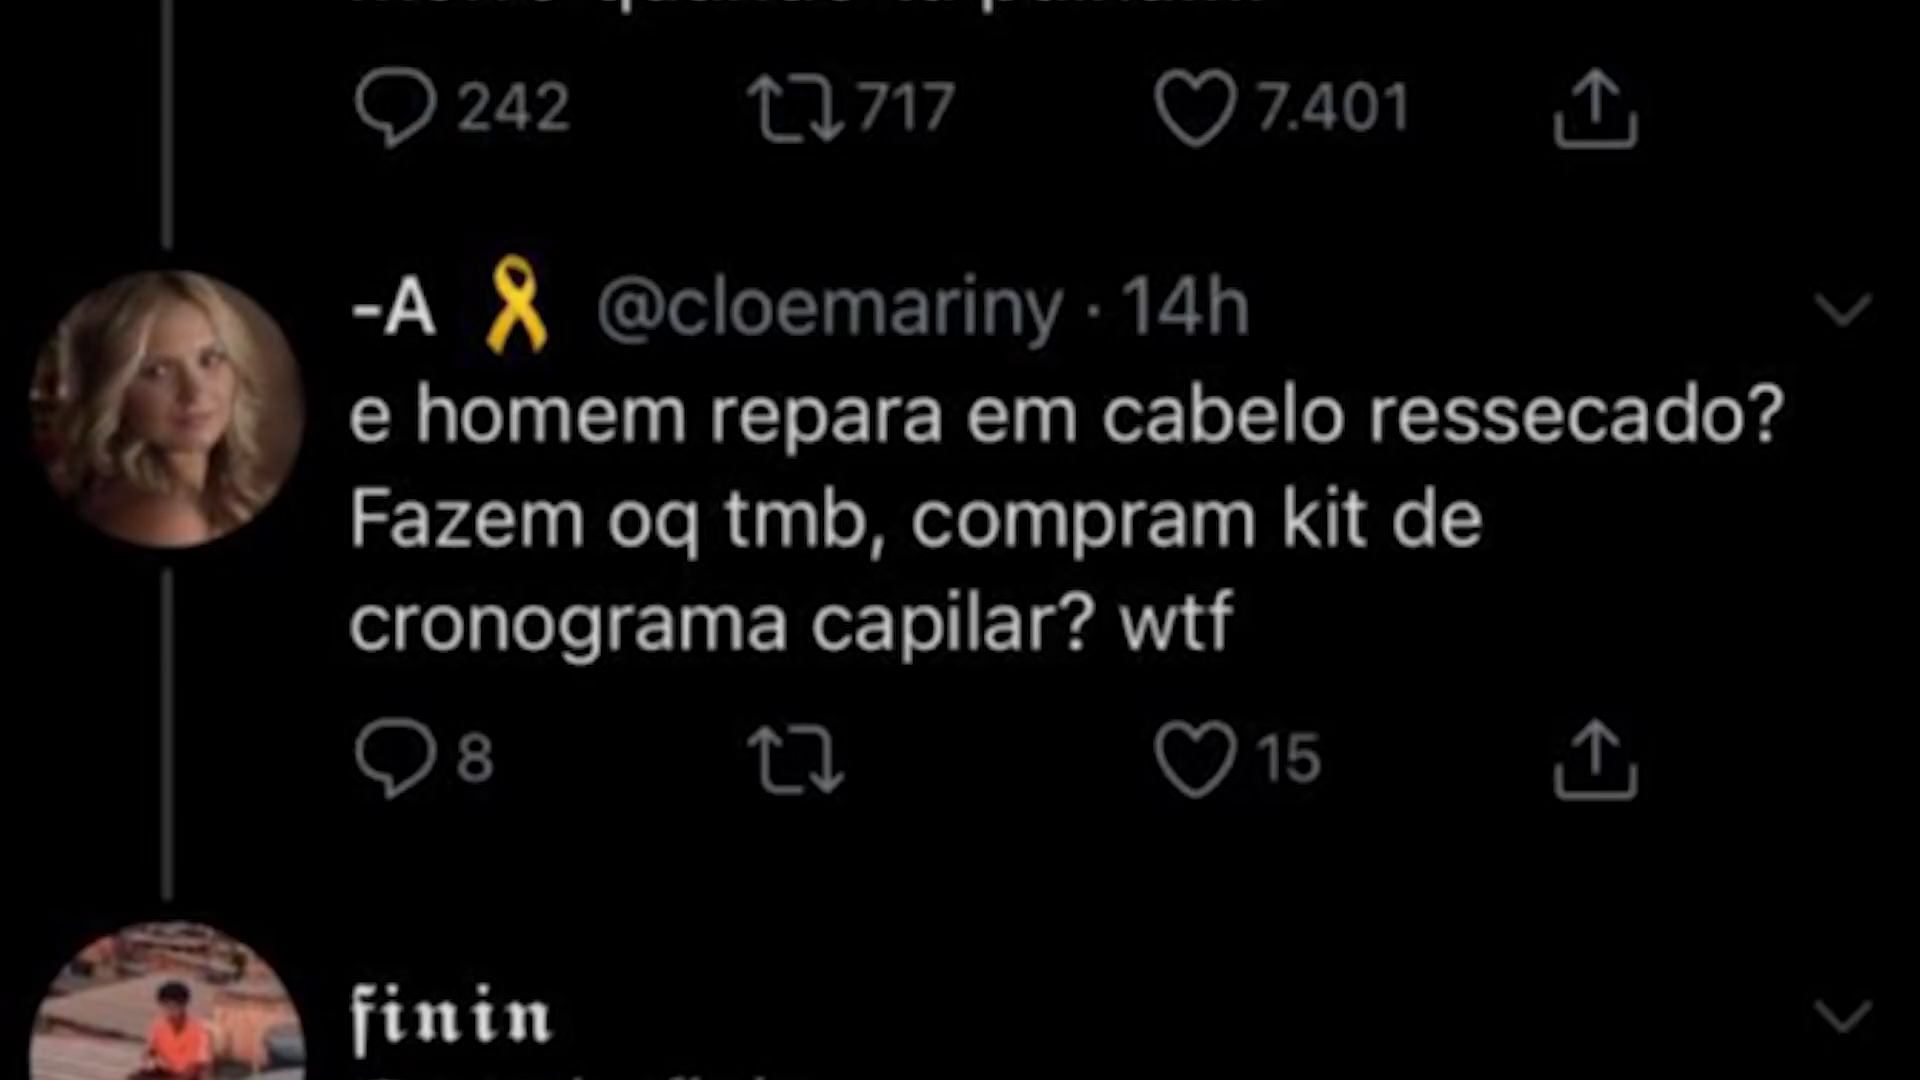 242 717 7.401
-A 🎗 @cloemariny · 14h
e homem repara em cabelo ressecado?
Fazem oq tmb, compram kit de
cronograma capilar? wtf
8 15
finin